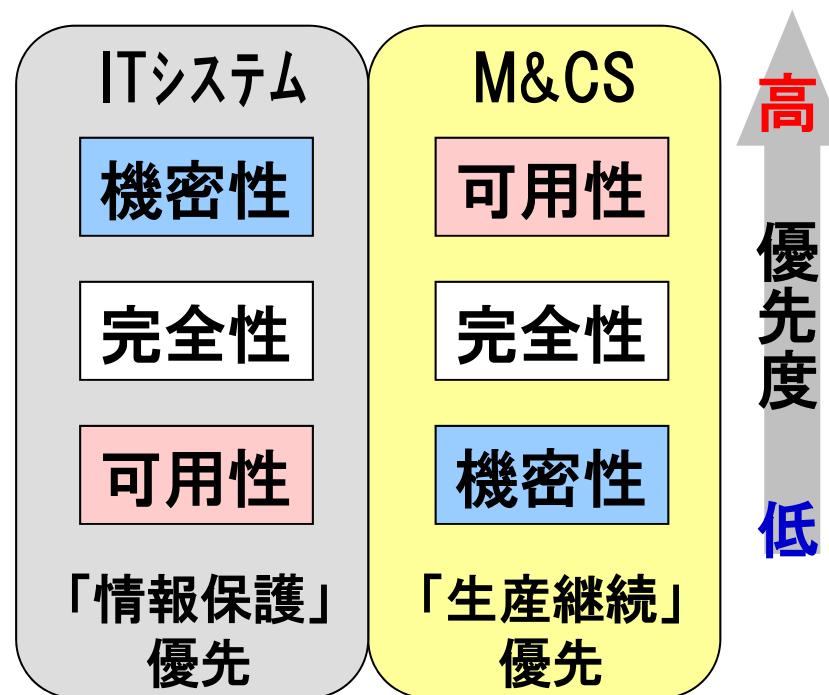 ITシステム
機密性
完全性
可用性
「情報保護」
優先
M&CS
可用性
完全性
機密性
「生産継続」
優先
高
優先度
低